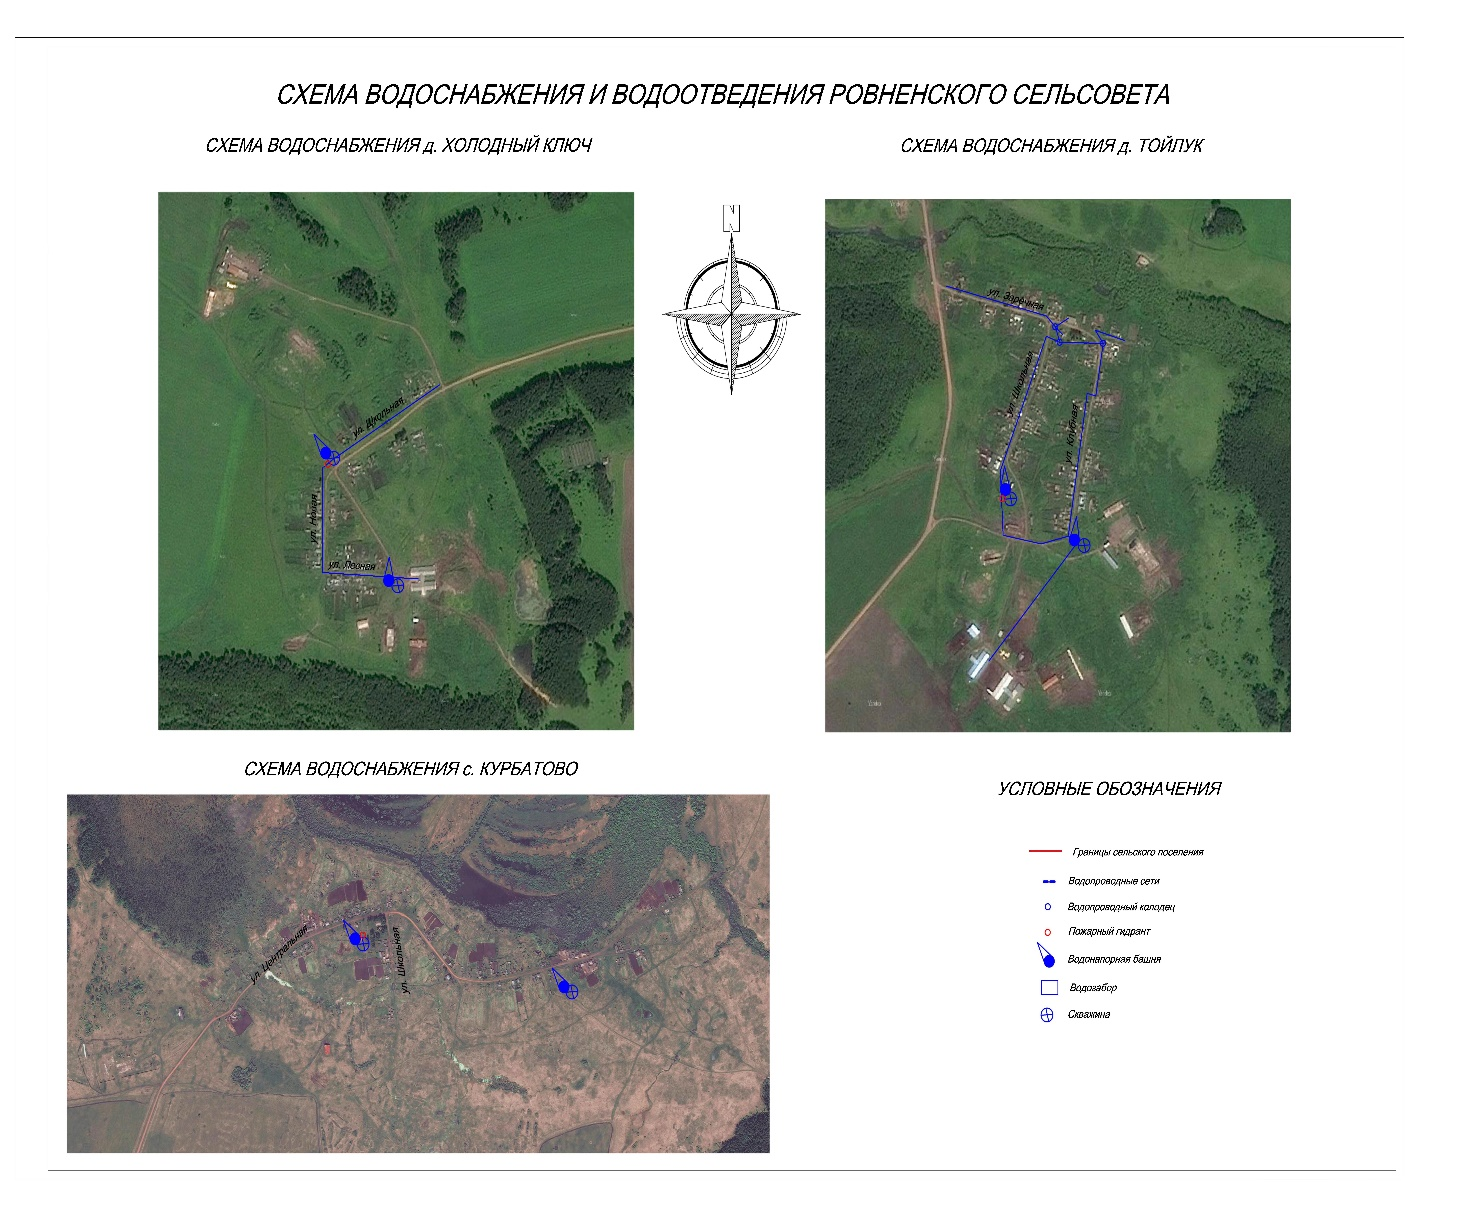 СХЕМА ВОДОСНАБЖЕНИЯ И ВОДООТВЕДЕНИЯ РОВНЕНСКОГО СЕЛЬСОВЕТА
СХЕМА ВОДОСНАБЖЕНИЯ д. ХОЛОДНЫЙ КЛЮЧ
СХЕМА ВОДОСНАБЖЕНИЯ д. ТОЙЛУК
N
ул. Школьная
ул. Новая
ул. Лесная
ул. Заречная
ул. Школьная
ул. Клубная
СХЕМА ВОДОСНАБЖЕНИЯ с. КУРБАТОВО
ул. Центральная
ул. Школьная
УСЛОВНЫЕ ОБОЗНАЧЕНИЯ
Границы сельского поселения
Водопроводные сети
Водопроводный колодец
Пожарный гидрант
Водонапорная башня
Водозабор
Скважина